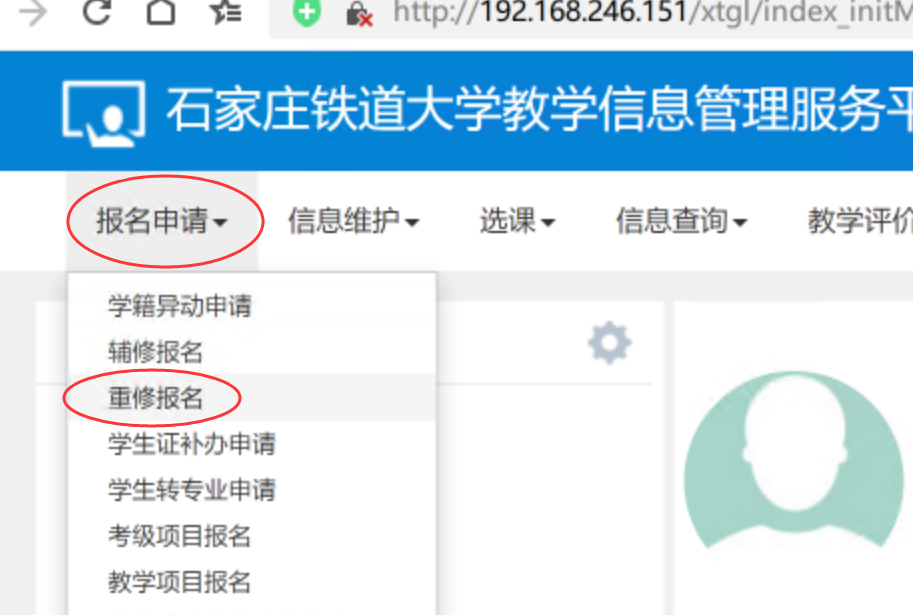 http://192.168.246.151/xtgl/index_initM
石家庄铁道大学教学信息管理服务平
报名申请 信息维护 选课 信息查询 教学评价
学籍异动申请
辅修报名
重修报名
学生证补办申请
学生转专业申请
考级项目报名
教学项目报名